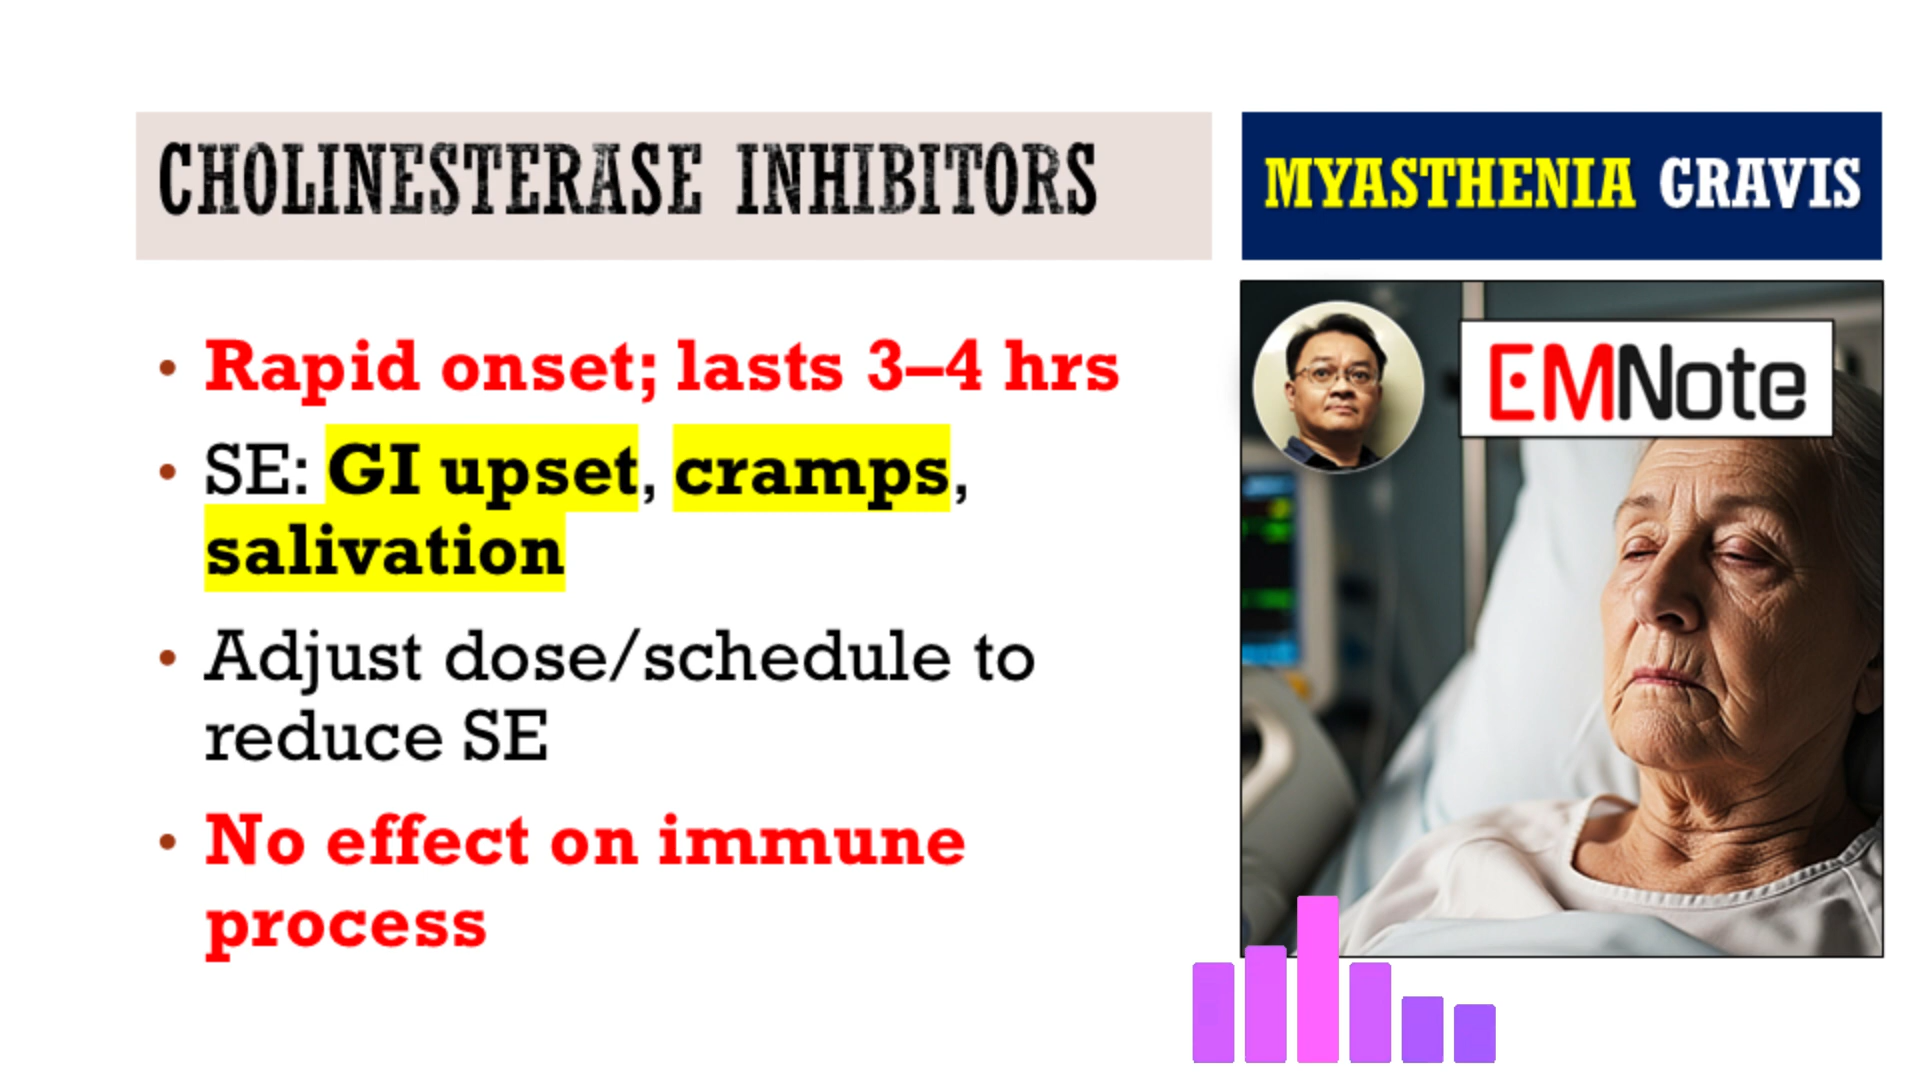 CHOLINESTERASE INHIBITORS
MYASTHENIA GRAVIS
EMNote
• Rapid onset; lasts 3–4 hrs
• SE: GI upset, cramps,
salivation
• Adjust dose/schedule to
reduce SE
• No effect on immune
process